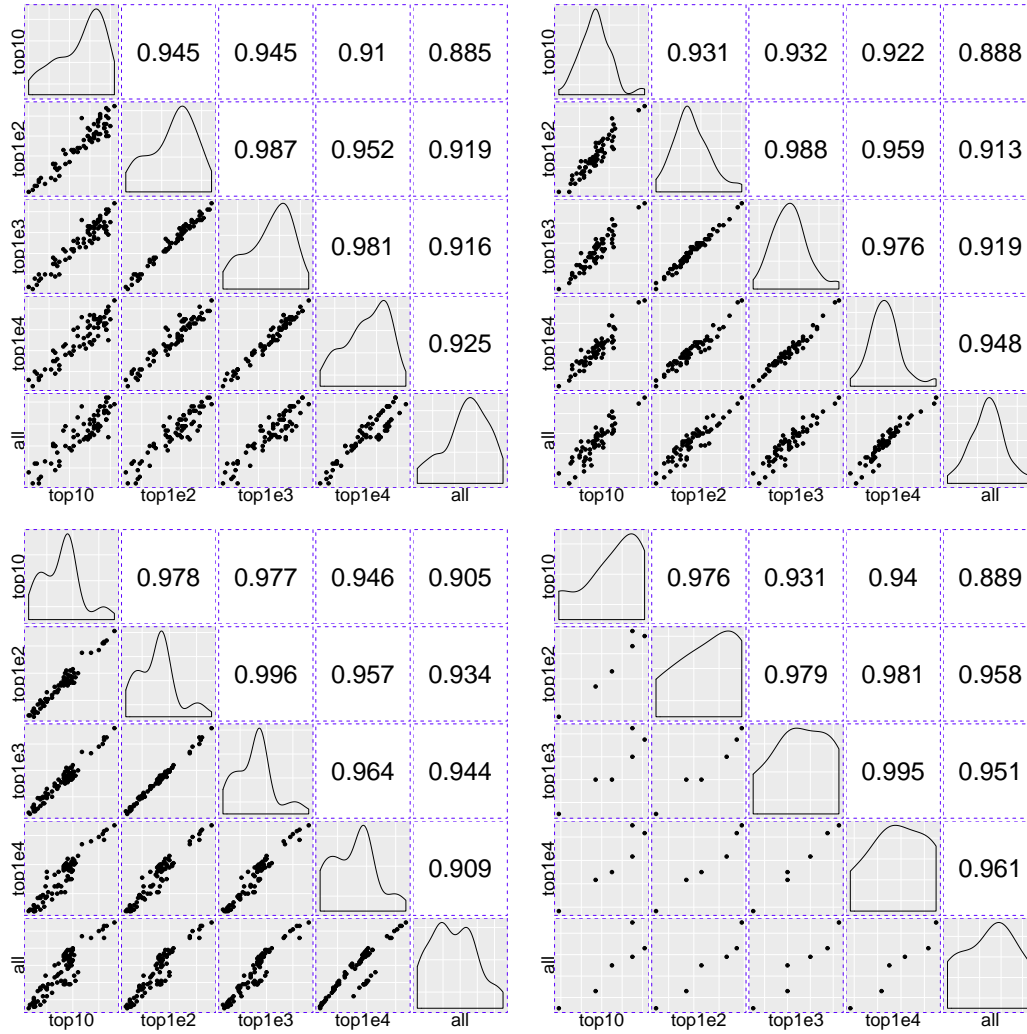 top10 0.945 0.945 0.91 0.885
top1e2 0.987 0.952 0.919
top1e3 0.981 0.916
top1e4 0.925
all
top10 top1e2 top1e3 top1e4 all
top10 0.931 0.932 0.922 0.888
top1e2 0.988 0.959 0.913
top1e3 0.976 0.919
top1e4 0.948
all
top10 top1e2 top1e3 top1e4 all
top10 0.978 0.977 0.946 0.905
top1e2 0.996 0.957 0.934
top1e3 0.964 0.944
top1e4 0.909
all
top10 top1e2 top1e3 top1e4 all
top10 0.976 0.931 0.94 0.889
top1e2 0.979 0.981 0.958
top1e3 0.995 0.951
top1e4 0.961
all
top10 top1e2 top1e3 top1e4 all